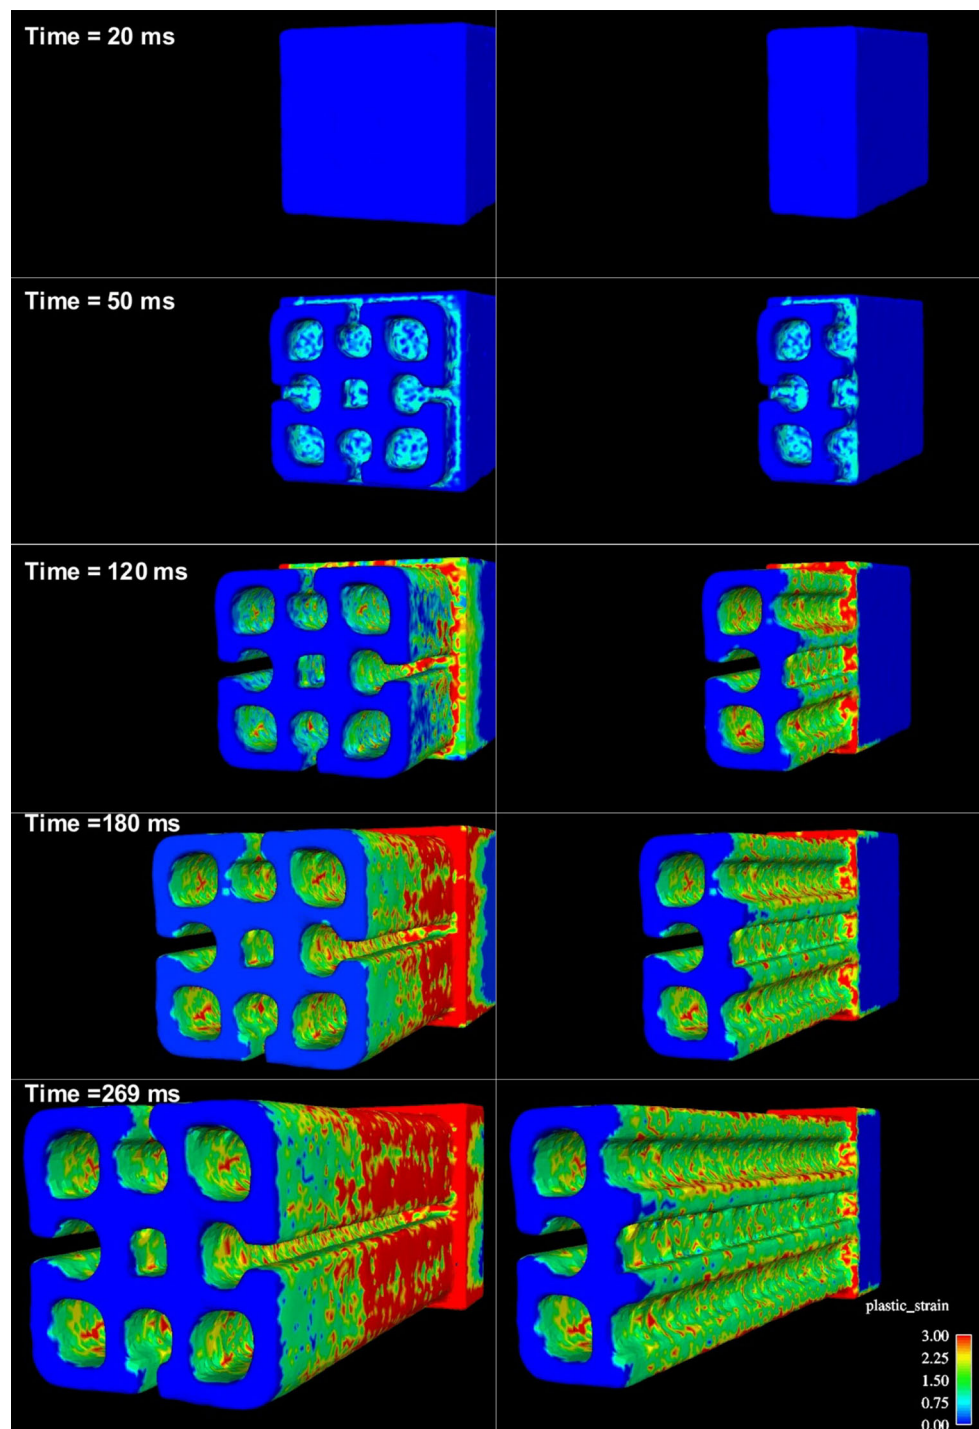 Time = 20 ms
Time = 50 ms
Time = 120 ms
Time =180 ms
Time =269 ms
plastic_strain
3.00
2.25
1.50
0.75
0.00